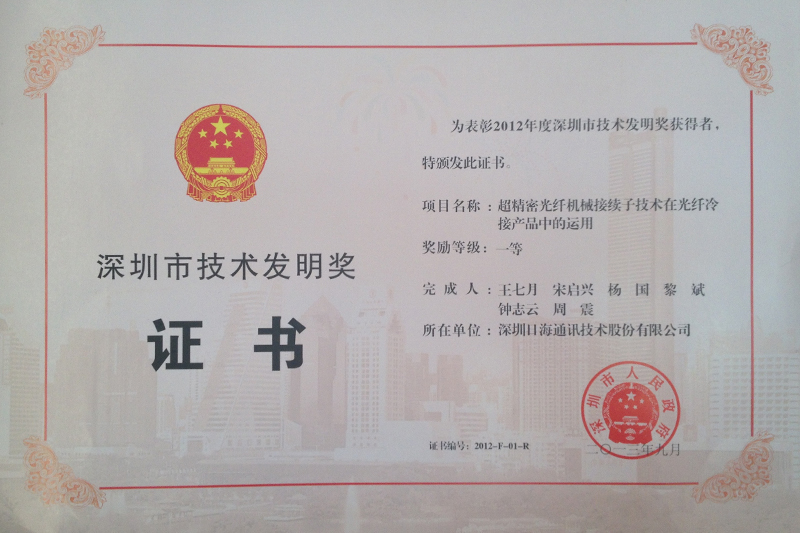 深圳市技术发明奖
证 书
为表彰2012年度深圳市技术发明奖获得者，
特颁发此证书。
项目名称：超精密光纤机械接续子技术在光纤冷
接产品中的运用
奖励等级：一等
完 成 人：王七月 宋启兴 杨 国 黎 斌
钟志云 周 震
所在单位：深圳日海通讯技术股份有限公司
深圳市人民政府
证书编号：2012-F-01-R
二〇一三年九月